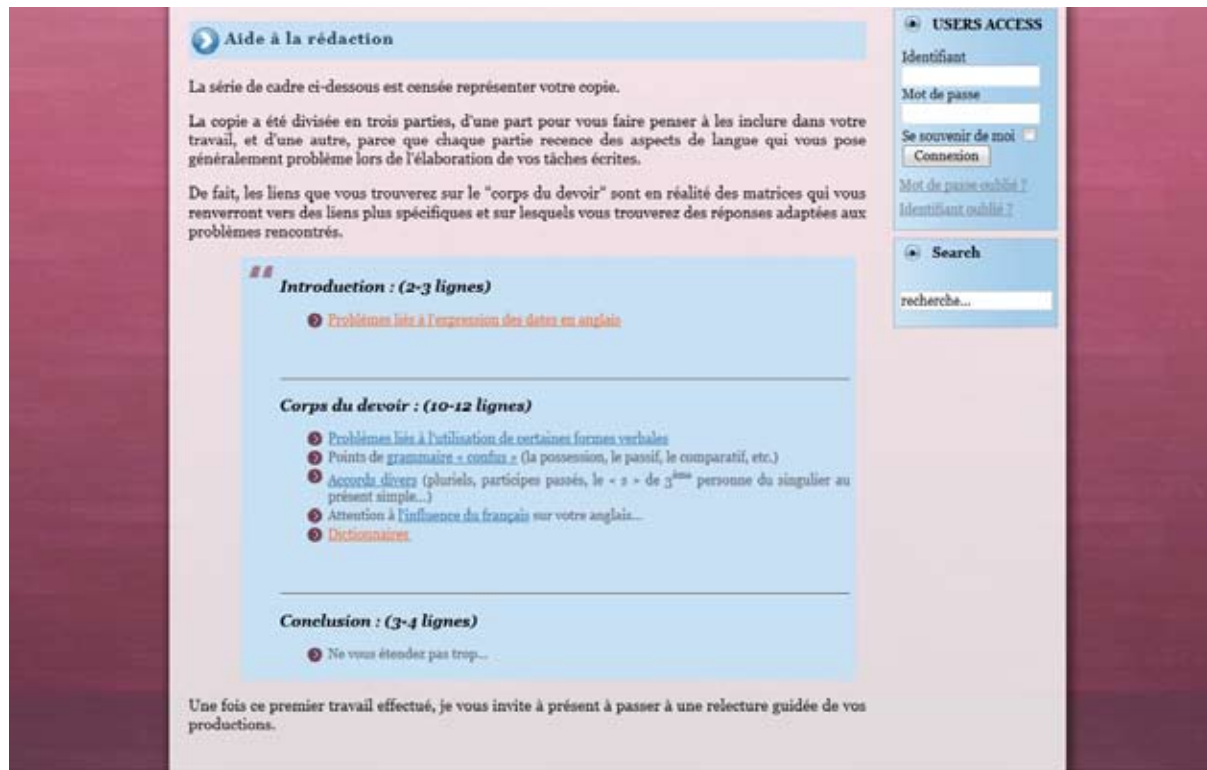 Aide à la rédaction
La série de cadre ci-dessous est censée représenter votre copie.
La copie a été divisée en trois parties, d'une part pour vous faire penser à les inclure dans votre
travail, et d'une autre, parce que chaque partie recence des aspects de langue qui vous pose
généralement problème lors de l'élaboration de vos tâches écrites.
De fait, les liens que vous trouverez sur le "corps du devoir" sont en réalité des matrices qui vous
renverront vers des liens plus spécifiques et sur lesquels vous trouverez des réponses adaptées aux
problèmes rencontrés.
Introduction : (2-3 lignes)
Problèmes liés à l'expression des dates en anglais
Corps du devoir : (10-12 lignes)
Problèmes liés à l'utilisation de certaines formes verbales
Points de grammaire « confus » (la possession, le passif, le comparatif, etc.)
Accords divers (pluriels, participes passés, le « s » de 3ème personne du singulier au
présent simple...)
Attention à l'influence du français sur votre anglais...
Dictionnaires
Conclusion : (3-4 lignes)
Ne vous étendez pas trop...
Une fois ce premier travail effectué, je vous invite à présent à passer à une relecture guidée de vos
productions.
USERS ACCESS
Identifiant
Mot de passe
Se souvenir de moi
Connexion
Mot de passe oublié ?
Identifiant oublié ?
Search
recherche...